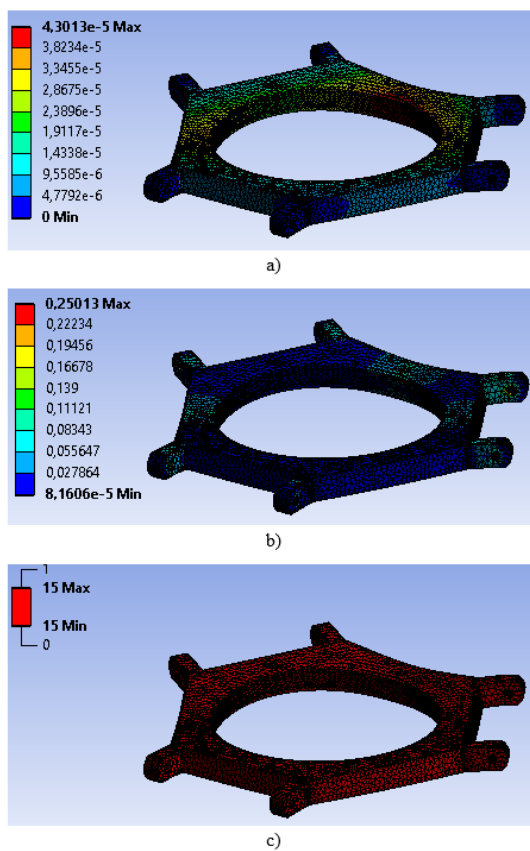 4,3013e-5 Max
3,8234e-5
3,3455e-5
2,8675e-5
2,3896e-5
1,9117e-5
1,4338e-5
9,5585e-6
4,7792e-6
0 Min
a)
0,25013 Max
0,22234
0,19456
0,16678
0,139
0,11121
0,08343
0,055647
0,027864
8,1606e-5 Min
b)
1
15 Max
15 Min
0
c)